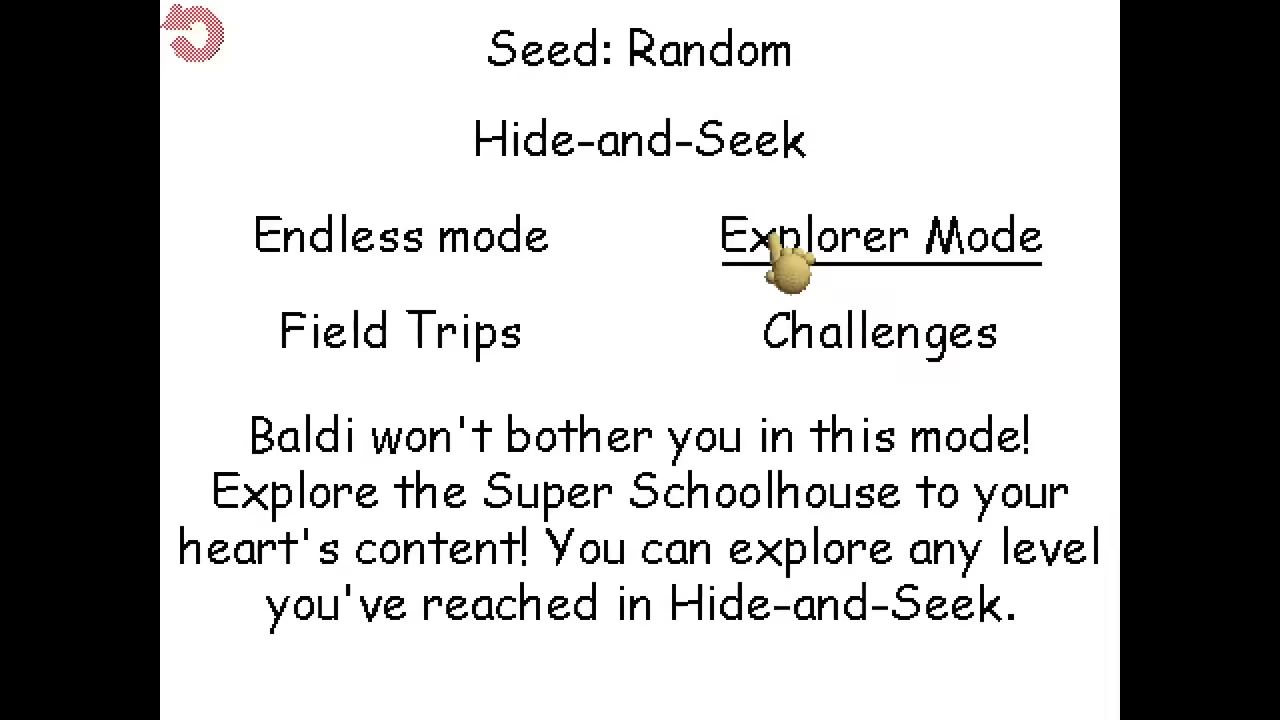 Seed: Random
Hide-and-Seek
Endless mode
Explorer Mode
Field Trips
Challenges
Baldi won't bother you in this mode!
Explore the Super Schoolhouse to your
heart's content! You can explore any level
you've reached in Hide-and-Seek.